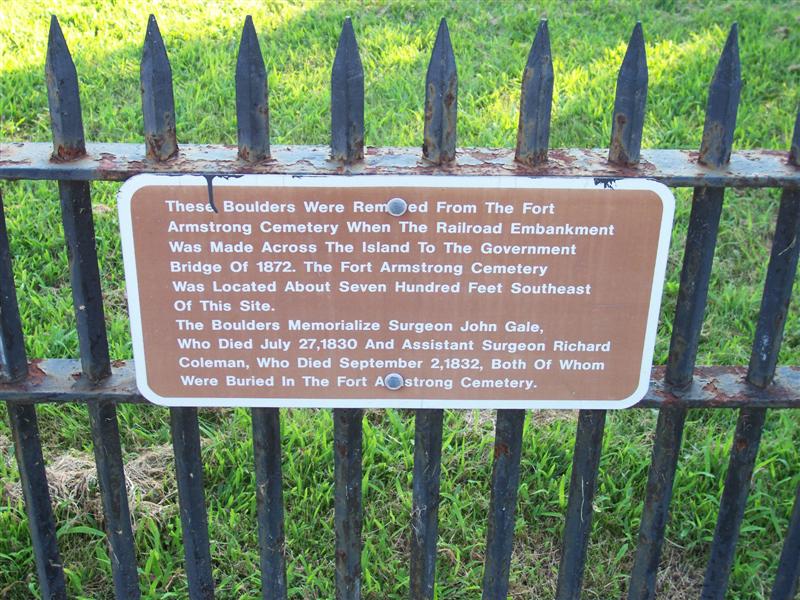 These Boulders Were Removed From The Fort
Armstrong Cemetery When The Railroad Embankment
Was Made Across The Island To The Government
Bridge Of 1872. The Fort Armstrong Cemetery
Was Located About Seven Hundred Feet Southeast
Of This Site.
The Boulders Memorialize Surgeon John Gale,
Who Died July 27,1830 And Assistant Surgeon Richard
Coleman, Who Died September 2,1832, Both Of Whom
Were Buried In The Fort Armstrong Cemetery.